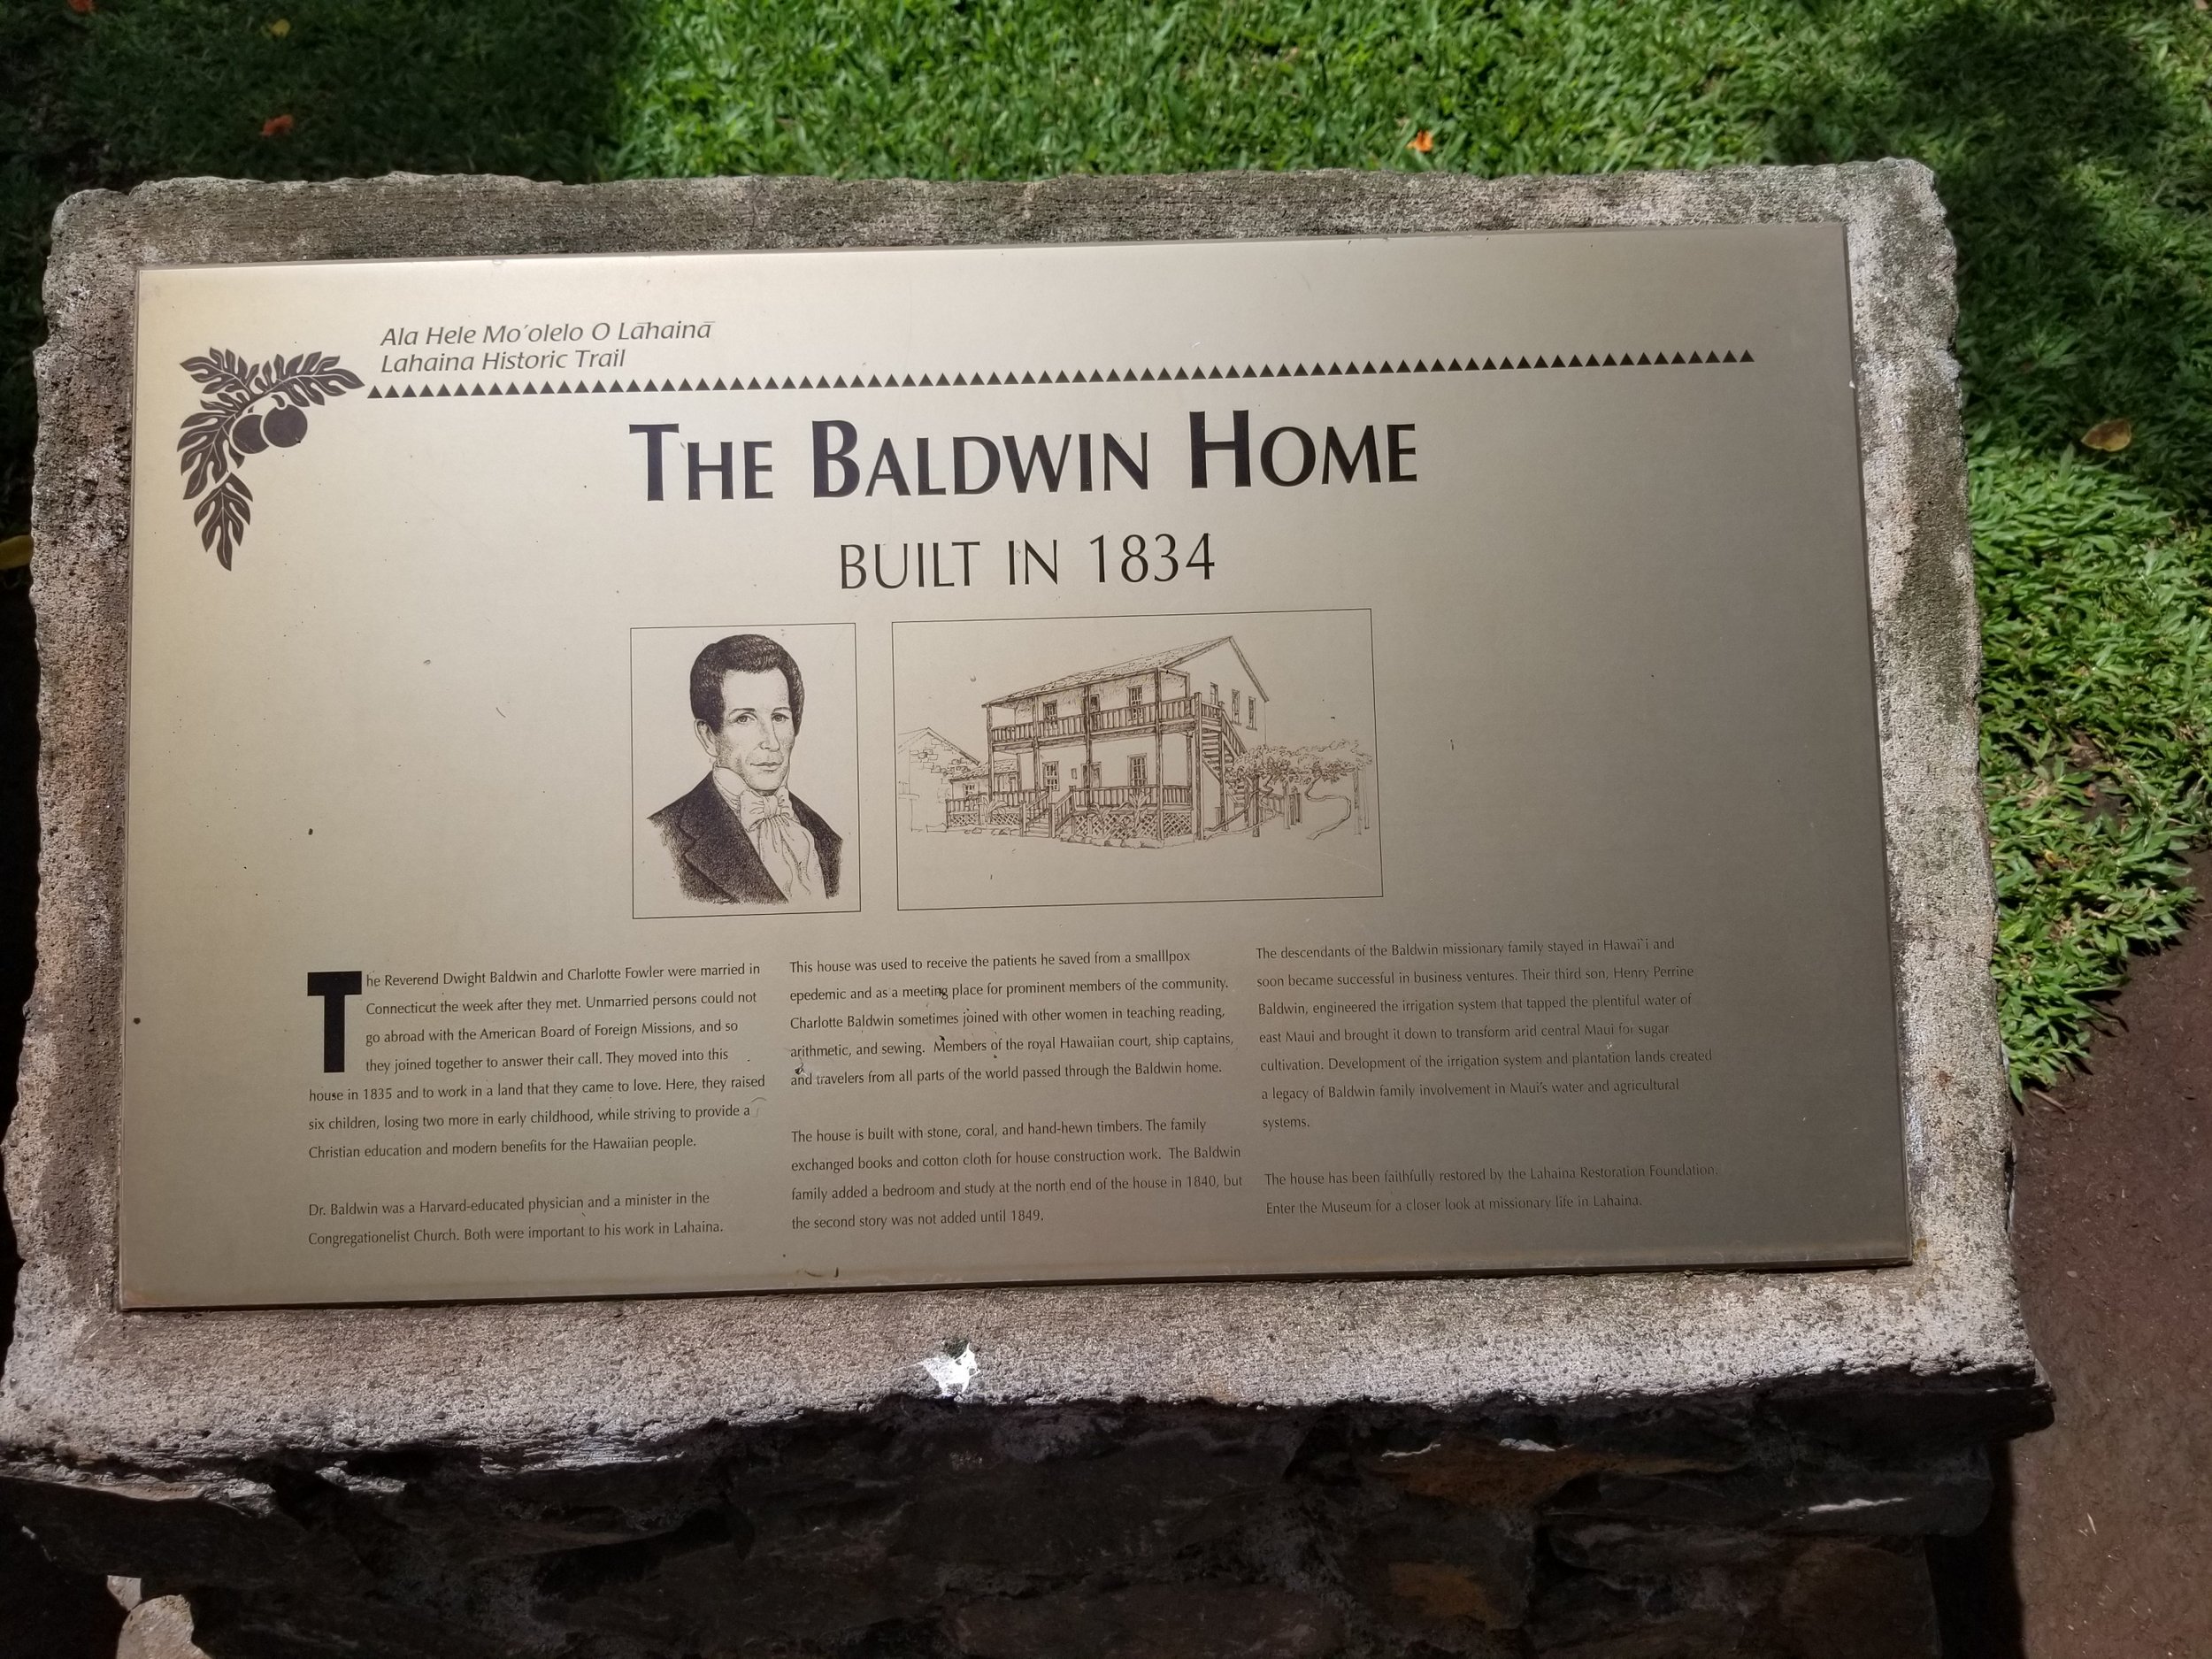 Ala Hele Mo'olelo O Lāhainā
Lahaina Historic Trail
THE BALDWIN HOME
BUILT IN 1834
The Reverend Dwight Baldwin and Charlotte Fowler were married in
Connecticut the week after they met. Unmarried persons could not
go abroad with the American Board of Foreign Missions, and so
they joined together to answer their call. They moved into this
house in 1835 and to work in a land that they came to love. Here, they raised
six children, losing two more in early childhood, while striving to provide a
Christian education and modern benefits for the Hawaiian people.
Dr. Baldwin was a Harvard-educated physician and a minister in the
Congregationelist Church. Both were important to his work in Lahaina.
This house was used to receive the patients he saved from a smalllpox
epedemic and as a meeting place for prominent members of the community.
Charlotte Baldwin sometimes joined with other women in teaching reading,
arithmetic, and sewing. Members of the royal Hawaiian court, ship captains,
and travelers from all parts of the world passed through the Baldwin home.
The house is built with stone, coral, and hand-hewn timbers. The family
exchanged books and cotton cloth for house construction work. The Baldwin
family added a bedroom and study at the north end of the house in 1840, but
the second story was not added until 1849.
The descendants of the Baldwin missionary family stayed in Hawai`i and
soon became successful in business ventures. Their third son, Henry Perrine
Baldwin, engineered the irrigation system that tapped the plentiful water of
east Maui and brought it down to transform arid central Maui for sugar
cultivation. Development of the irrigation system and plantation lands created
a legacy of Baldwin family involvement in Maui's water and agricultural
systems.
The house has been faithfully restored by the Lahaina Restoration Foundation.
Enter the Museum for a closer look at missionary life in Lahaina.